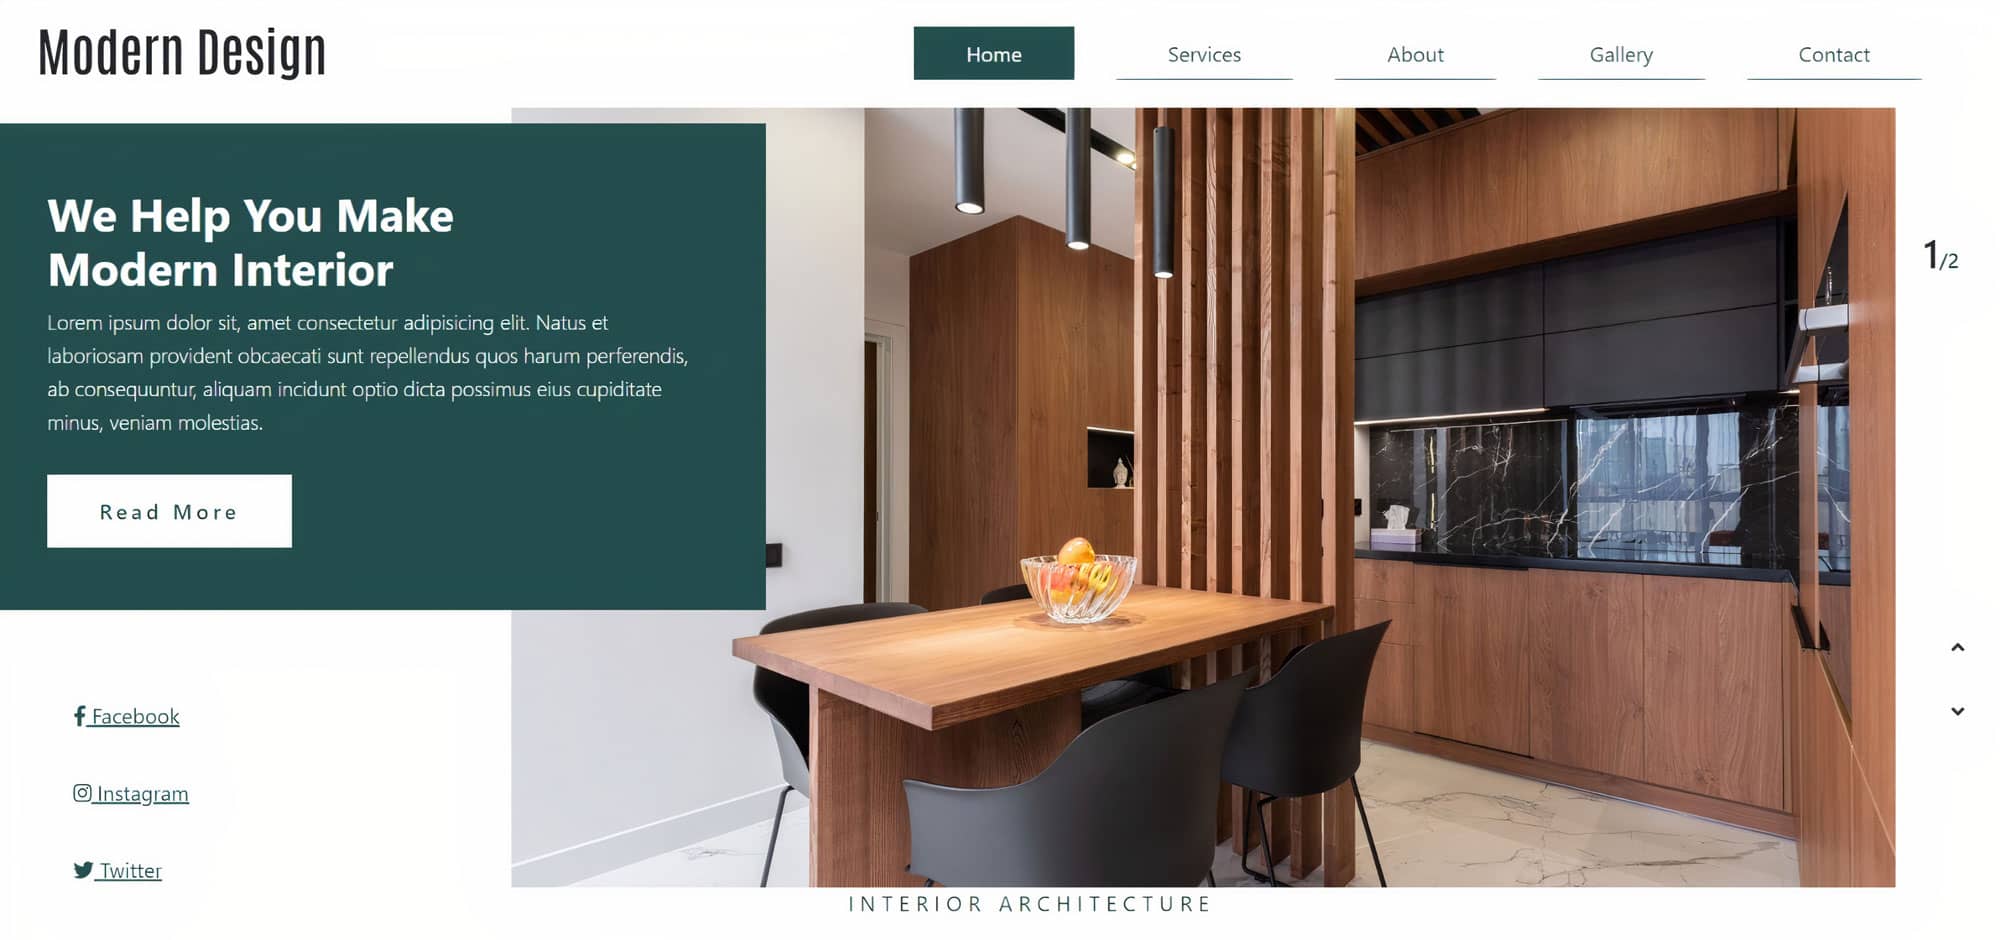 Modern Design
Home
Services
About
Gallery
Contact
We Help You Make
Modern Interior
Lorem ipsum dolor sit, amet consectetur adipisicing elit. Natus et
laboriosam provident obcaecati sunt repellendus quos harum perferendis,
ab consequuntur, aliquam incidunt optio dicta possimus eius cupiditate
minus, veniam molestias.
Read More
1/2
Facebook
Instagram
Twitter
INTERIOR ARCHITECTURE